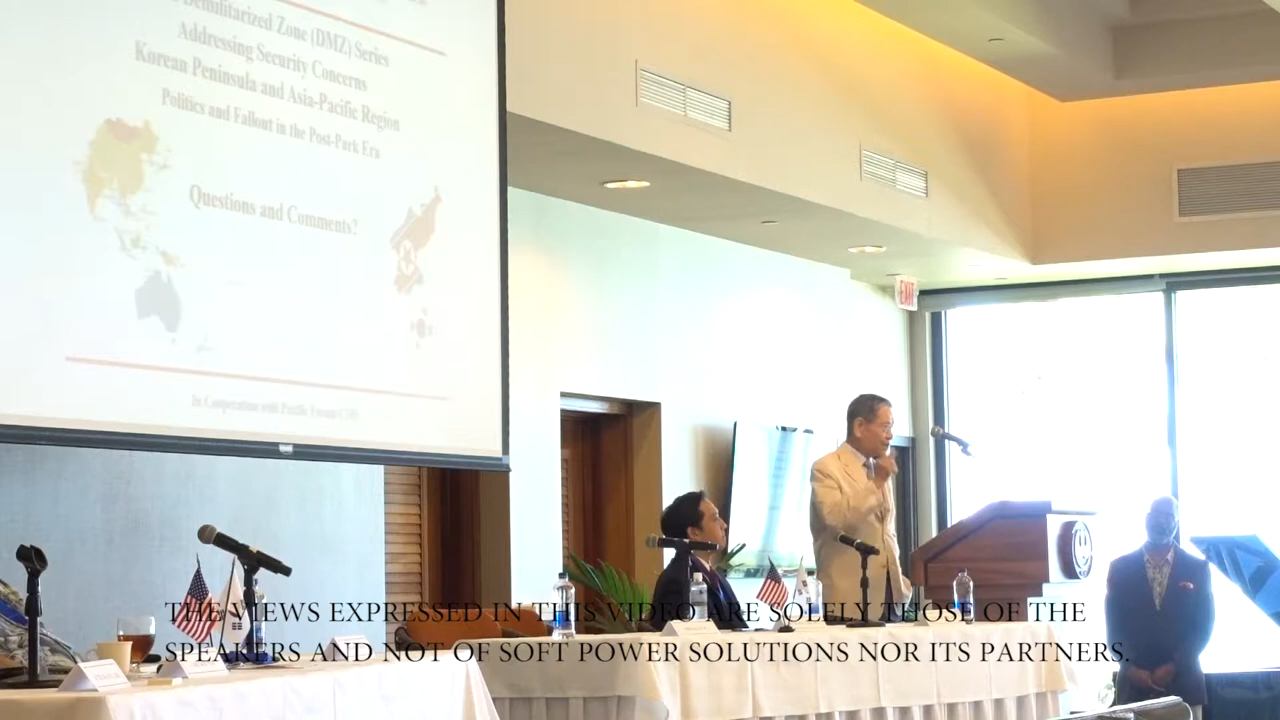 Demilitarized Zone (DMZ) Series
Addressing Security Concerns
Korean Peninsula and Asia-Pacific Region
Politics and Fallout in the Post-Park Era
Questions and Comments?
In Cooperation with Pacific Forum CSIS
EXIT
THE VIEWS EXPRESSED IN THIS VIDEO ARE SOLELY THOSE OF THE
SPEAKERS AND NOT OF SOFT POWER SOLUTIONS NOR ITS PARTNERS.